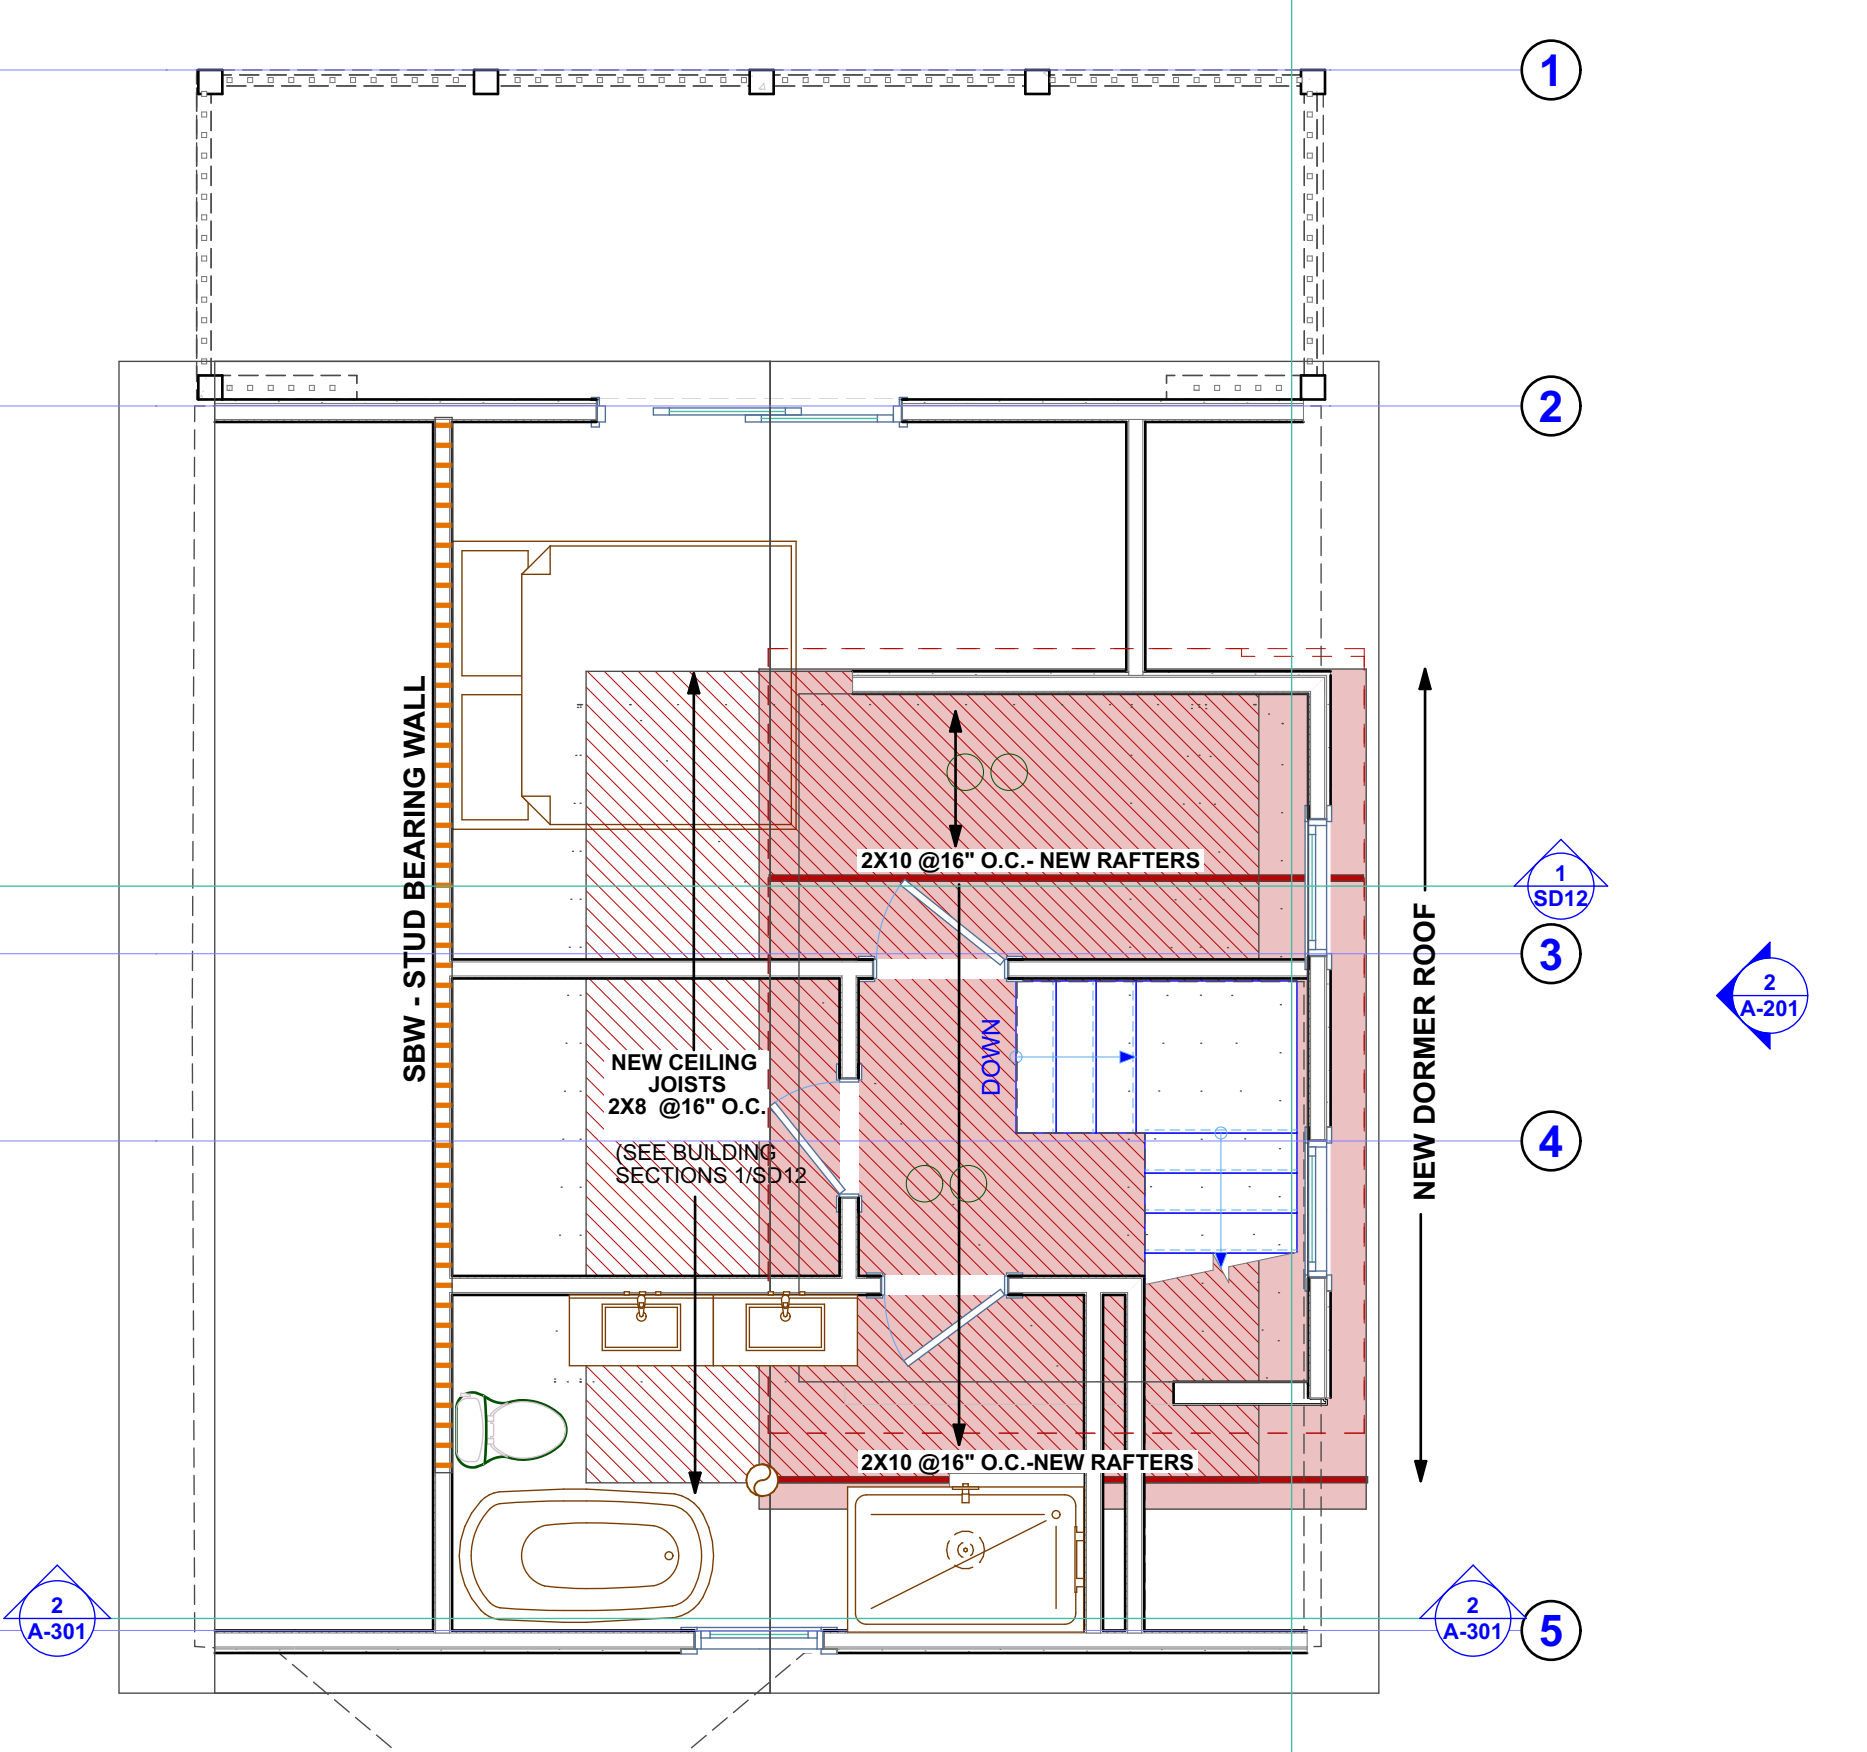 1
2
SBW - STUD BEARING WALL
2X10 @16" O.C.- NEW RAFTERS
1
SD12
3
2
A-201
NEW DORMER ROOF
DOWN
NEW CEILING
JOISTS
2X8 @16" O.C.
(SEE BUILDING
SECTIONS 1/SD12
4
2X10 @16" O.C.-NEW RAFTERS
2
A-301
2
A-301
5